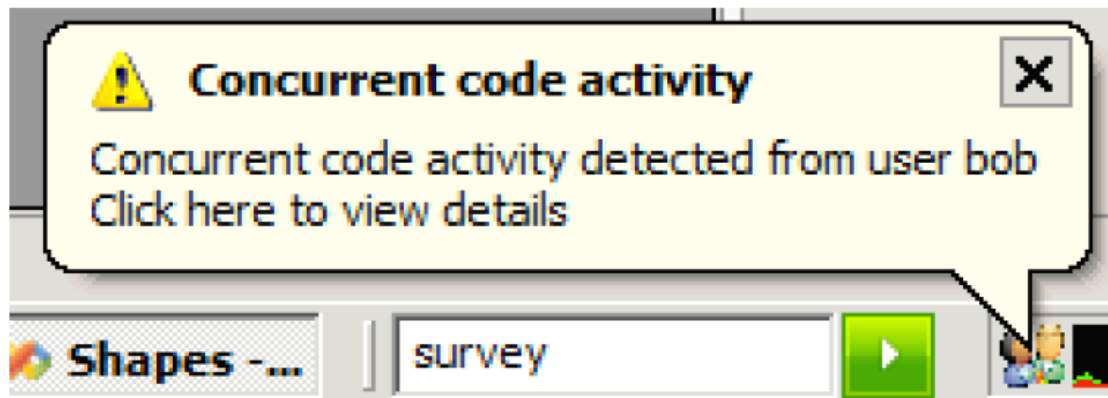 Concurrent code activity
Concurrent code activity detected from user bob
Click here to view details
Shapes -...
survey